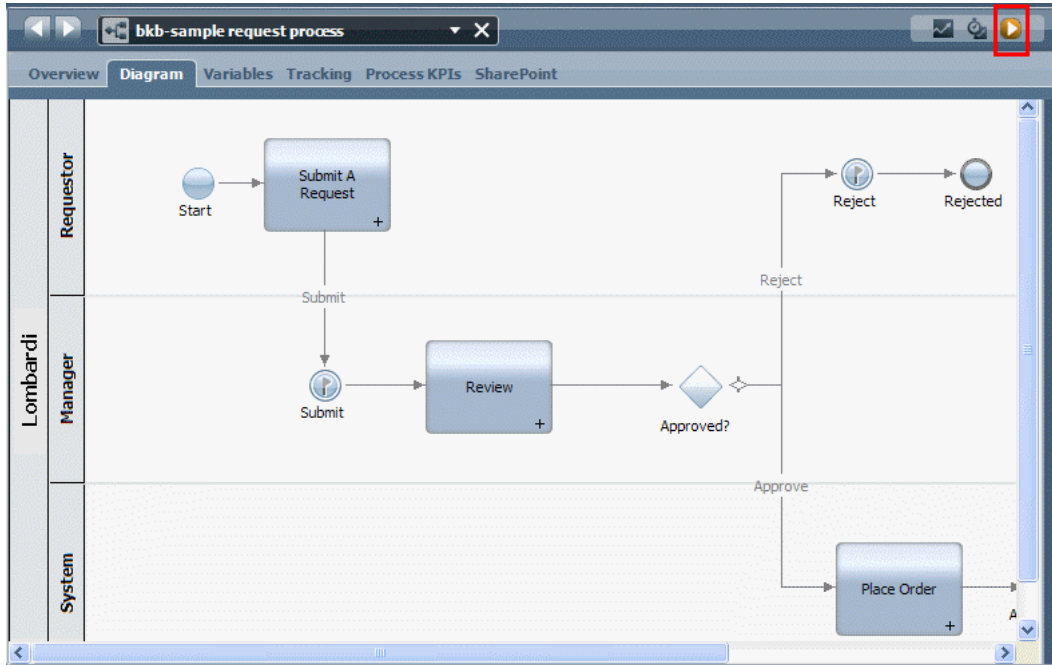 bkb-sample request process
Overview Diagram Variables Tracking Process KPIs SharePoint
Lombardi
Requestor
Start
Submit A
Request
+
Reject
Rejected
Submit
Reject
Manager
Submit
Review
+
Approved?
Approve
System
Place Order
+
A